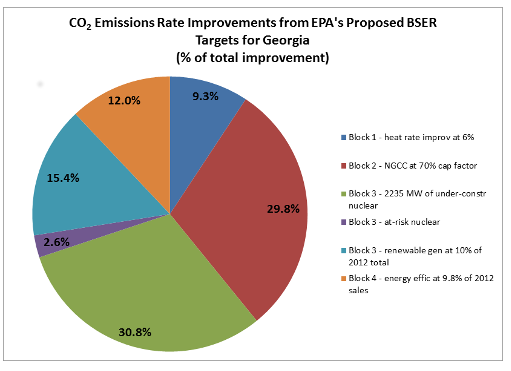 CO2 Emissions Rate Improvements from EPA's Proposed BSER
Targets for Georgia
(% of total improvement)
9.3%
29.8%
30.8%
2.6%
15.4%
12.0%
Block 1 - heat rate improv at 6%
Block 2 - NGCC at 70% cap factor
Block 3 - 2235 MW of under-constr
nuclear
Block 3 - at-risk nuclear
Block 3 - renewable gen at 10% of
2012 total
Block 4 - energy effic at 9.8% of 2012
sales